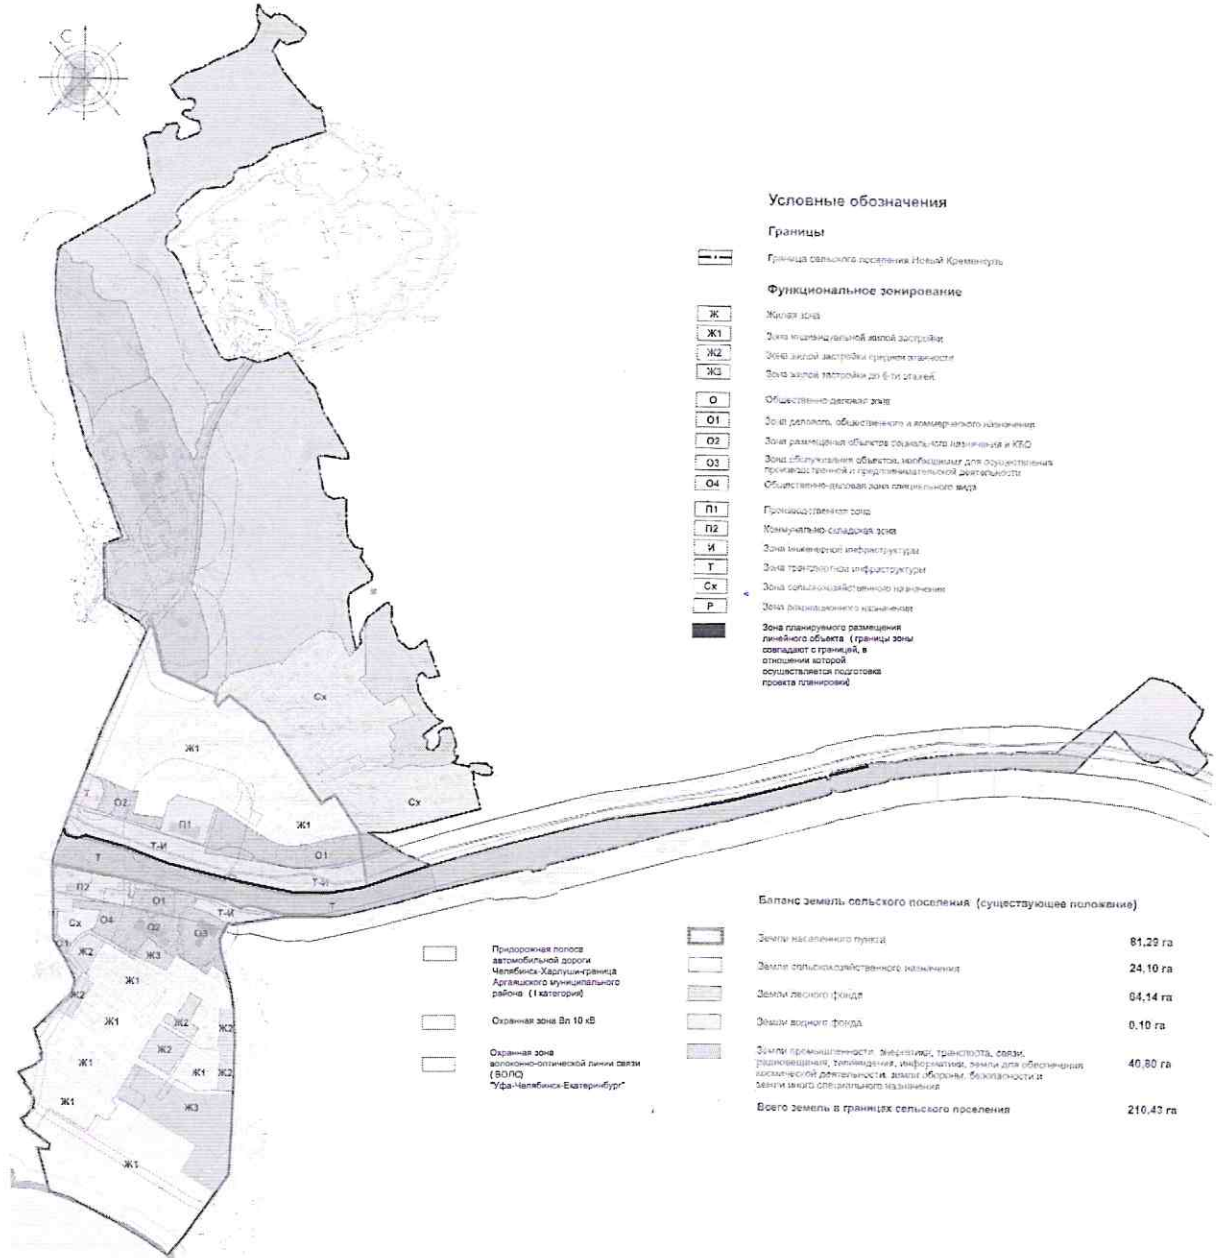 С
Условные обозначения
Границы
Граница сельского поселения Новый Кременкуль
Функциональное зонирование
Ж Жилая зона
Ж1 Зона индивидуальной жилой застройки
Ж2 Зона жилой застройки средней этажности
Ж3 Зона жилой застройки до 6-ти этажей
О Общественно-деловая зона
О1 Зона делового, общественного и коммерческого назначения
О2 Зона размещения объектов социального назначения и КБО
О3 Зона обслуживания объектов, необходимых для осуществления
производственной и предпринимательской деятельности
О4 Общественно-деловая зона специального вида
П1 Производственная зона
П2 Коммунально-складская зона
И Зона инженерной инфраструктуры
Т Зона транспортной инфраструктуры
Сх Зона сельскохозяйственного назначения
Р Зона рекреационного назначения
Зона планируемого размещения
линейного объекта (границы зоны
совпадают с границей, в
отношении которой
осуществляется подготовка
проекта планировки)
Сх
Ж1
Сх
Т
О2
П1
Ж1
Т-И
О1
Т
Т-И
Т
П2
О1
Т-И
Сх
О4
О2
О3
О1
Ж2
Ж3
Ж1
Ж2
Ж1
Ж2
Ж2
Ж2
Ж1
Ж1
Ж2
Ж1
Ж3
Ж1
Придорожная полоса
автомобильной дороги
Челябинск-Харлуши-граница
Аргаяшского муниципального
района (I категория)
Охранная зона Вл 10 кВ
Охранная зона
волоконно-оптической линии связи
(ВОЛС)
"Уфа-Челябинск-Екатеринбург"
Баланс земель сельского поселения (существующее положение)
Земли населенного пункта 81,29 га
Земли сельскохозяйственного назначения 24,10 га
Земли лесного фонда 64,14 га
Земли водного фонда 0,10 га
Земли промышленности, энергетики, транспорта, связи,
радиовещания, телевидения, информатики, земли для обеспечения
космической деятельности, земли обороны, безопасности и
земли иного специального назначения 40,80 га
Всего земель в границах сельского поселения 210,43 га